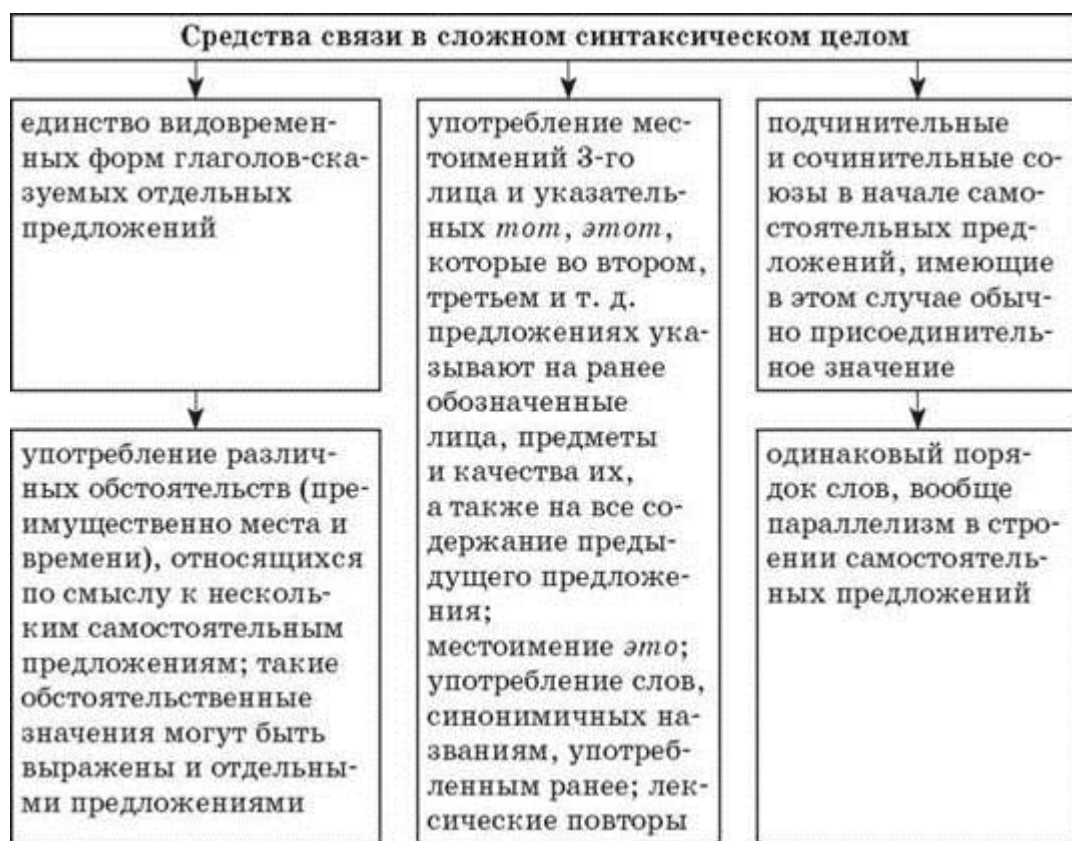 Средства связи в сложном синтаксическом целом
единство видовремен-
ных форм глаголов-ска-
зуемых отдельных
предложений
употребление различ-
ных обстоятельств (пре-
имущественно места и
времени), относящихся
по смыслу к несколь-
ким самостоятельным
предложениям; такие
обстоятельственные
значения могут быть
выражены и отдельны-
ми предложениями
употребление мес-
тоимений 3-го
лица и указатель-
ных тот, этот,
которые во втором,
третьем и т. д.
предложениях ука-
зывают на ранее
обозначенные
лица, предметы
и качества их,
а также на все со-
держание преды-
дущего предложе-
ния;
местоимение это;
употребление слов,
синонимичных на-
званиям, употреб-
ленным ранее; лек-
сические повторы
подчинительные
и сочинительные со-
юзы в начале само-
стоятельных пред-
ложений, имеющие
в этом случае обыч-
но присоединитель-
ное значение
одинаковый поря-
док слов, вообще
параллелизм в стро-
ении самостоятель-
ных предложений